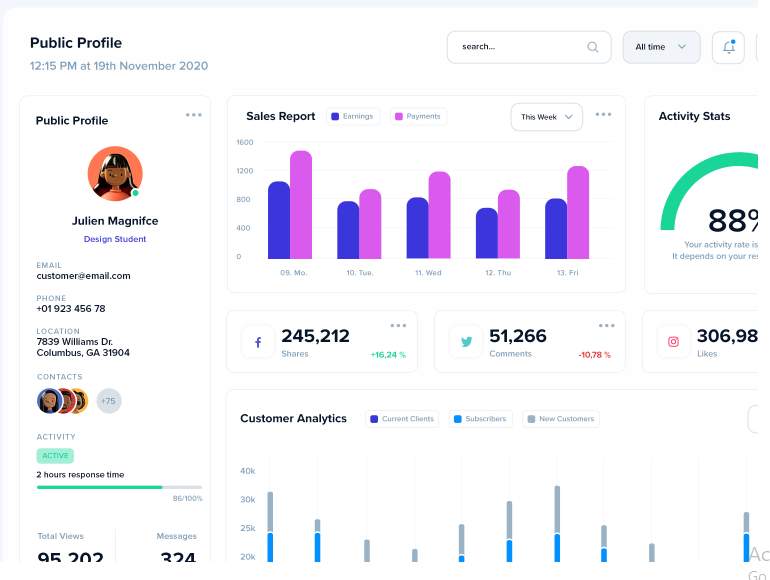 Public Profile
12:15 PM at 19th November 2020
search...
All time
Public Profile
Julien Magnifce
Design Student
EMAIL
customer@email.com
PHONE
+01 923 456 78
LOCATION
7839 Williams Dr.
Columbus, GA 31904
CONTACTS
+75
ACTIVITY
ACTIVE
2 hours response time
86/100%
Total Views
Messages
95,202
324
Sales Report
Earnings
Payments
This Week
1600
1200
800
400
0
09. Mo.
10. Tue.
11. Wed
12. Thu
13. Fri
Activity Stats
88%
Your activity rate is
It depends on your res
245,212
Shares
+16,24 %
51,266
Comments
-10,78 %
306,98
Likes
Customer Analytics
Current Clients
Subscribers
New Customers
40k
30k
25k
20k
Ac
Go